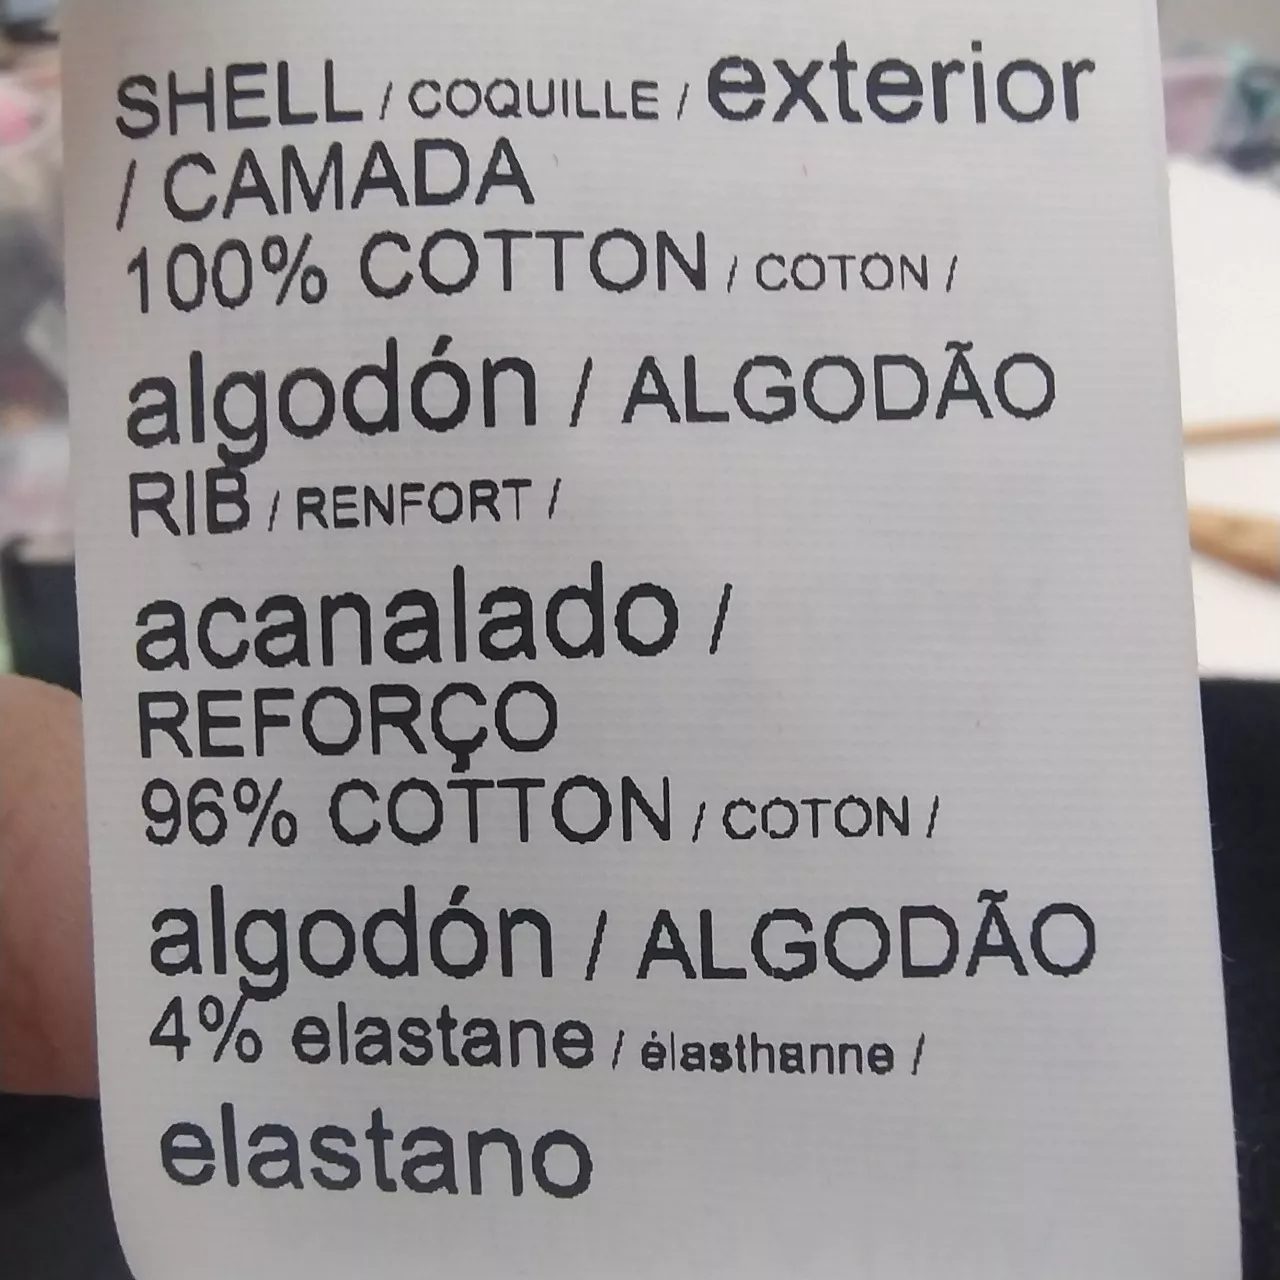 SHELL / COQUILLE / exterior
/ CAMADA
100% COTTON / COTON /
algodón / ALGODÃO
RIB / RENFORT /
acanalado /
REFORÇO
96% COTTON / COTON /
algodón / ALGODÃO
4% elastane / élasthanne /
elastano